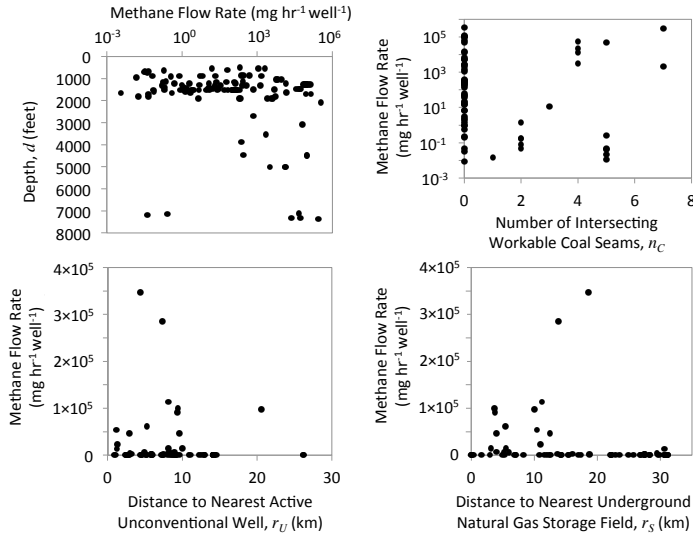 Methane Flow Rate (mg hr⁻¹ well⁻¹)
10⁻³ 10⁰ 10³ 10⁶
0
1000
2000
3000
4000
5000
6000
7000
8000
Depth, d (feet)
10⁵
10³
10¹
10⁻¹
10⁻³
Methane Flow Rate
(mg hr⁻¹ well⁻¹)
0 2 4 6 8
Number of Intersecting
Workable Coal Seams, n_C
4×10⁵
3×10⁵
2×10⁵
1×10⁵
0
Methane Flow Rate
(mg hr⁻¹ well⁻¹)
0 10 20 30
Distance to Nearest Active
Unconventional Well, r_U (km)
4×10⁵
3×10⁵
2×10⁵
1×10⁵
0
Methane Flow Rate
(mg hr⁻¹ well⁻¹)
0 10 20 30
Distance to Nearest Underground
Natural Gas Storage Field, r_S (km)